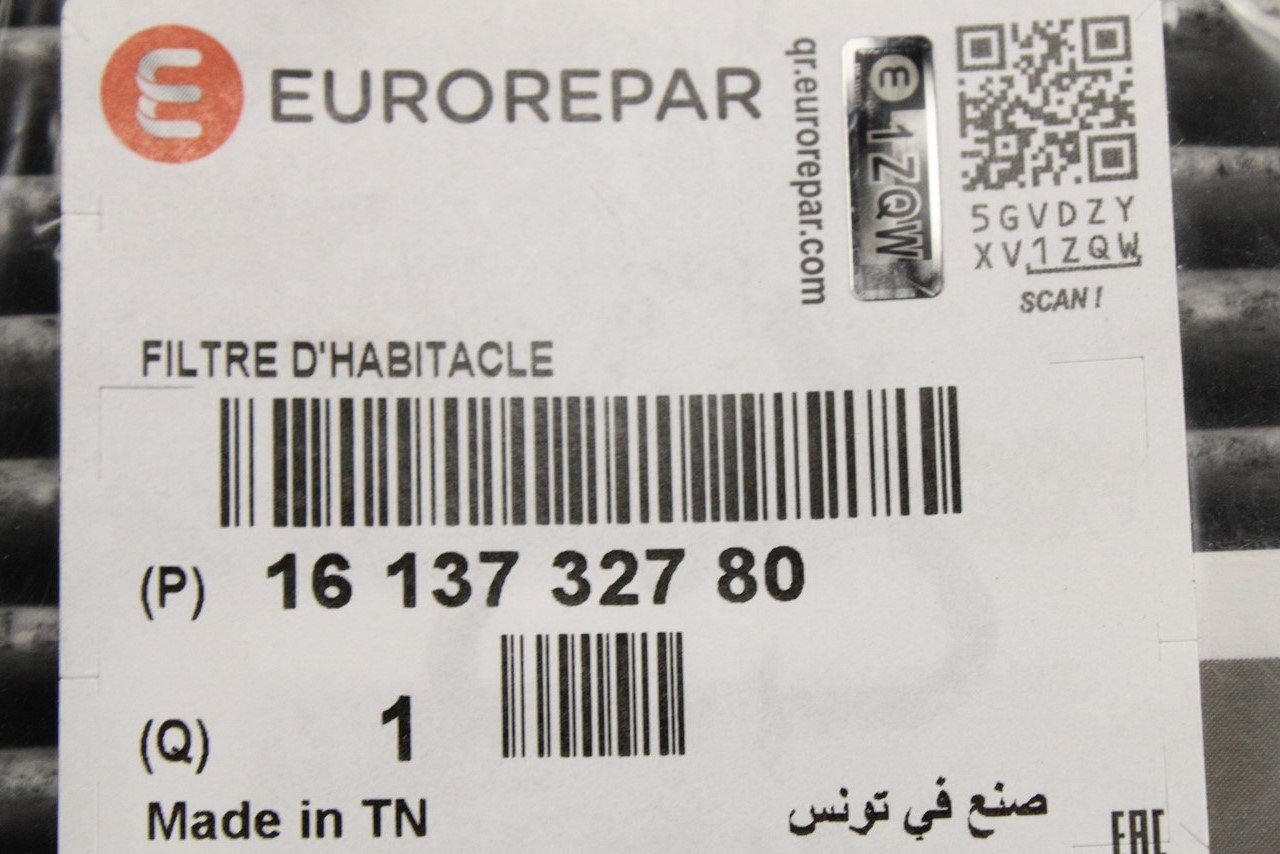 EUROREPAR
qr.eurorepar.com
1ZQW
5GVDZY
XV1ZQW
SCAN!
FILTRE D'HABITACLE
(P) 16 137 327 80
(Q) 1
Made in TN
صنع في تونس
EAC